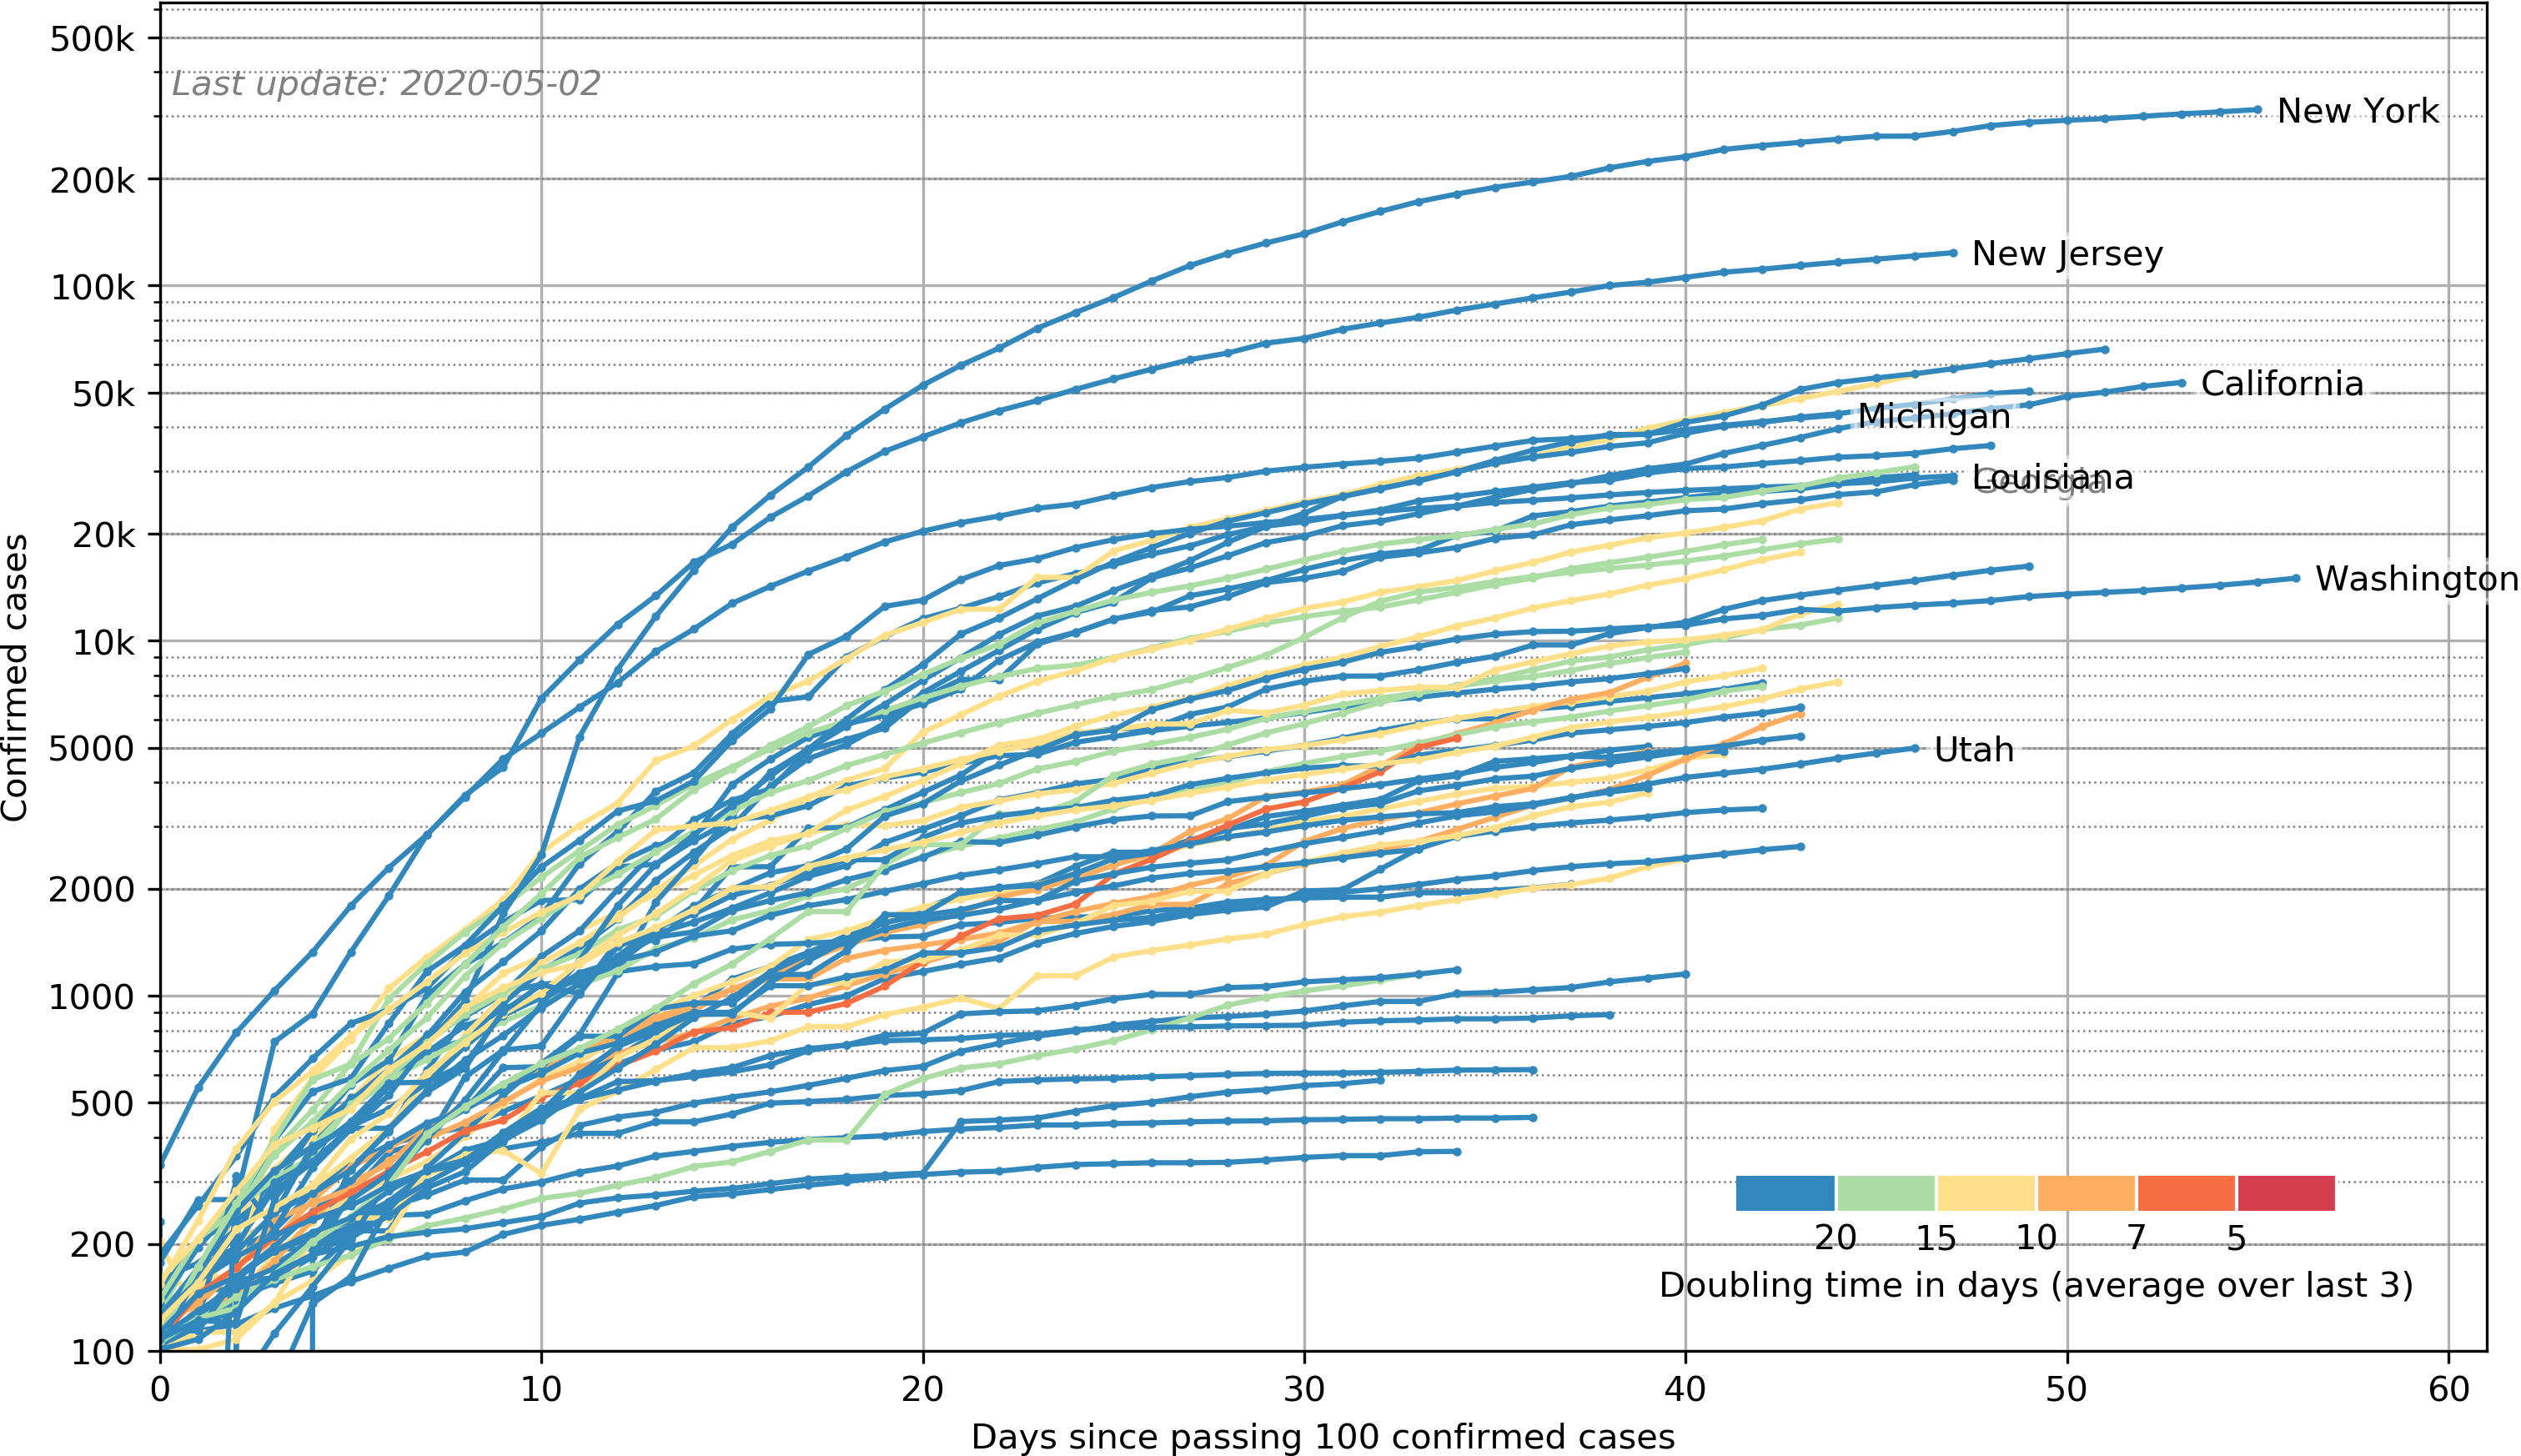 500k
Last update: 2020-05-02
New York
200k
New Jersey
100k
50k
California
Michigan
Louisiana
Georgia
20k
Washington
10k
Confirmed cases
5000
Utah
2000
1000
500
200
20 15 10 7 5
Doubling time in days (average over last 3)
100
0 10 20 30 40 50 60
Days since passing 100 confirmed cases